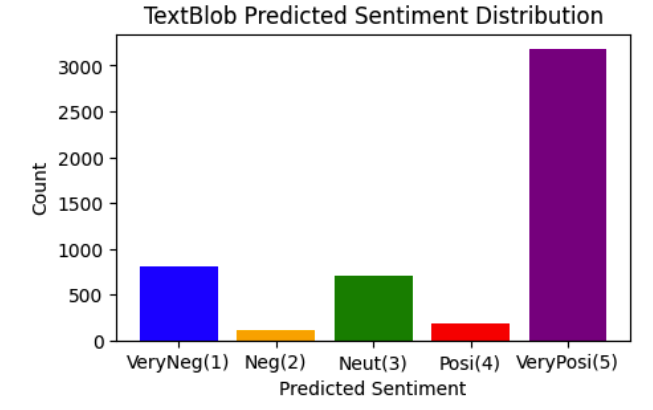 TextBlob Predicted Sentiment Distribution
3000
2500
2000
1500
1000
500
0
Count
VeryNeg(1) Neg(2) Neut(3) Posi(4) VeryPosi(5)
Predicted Sentiment